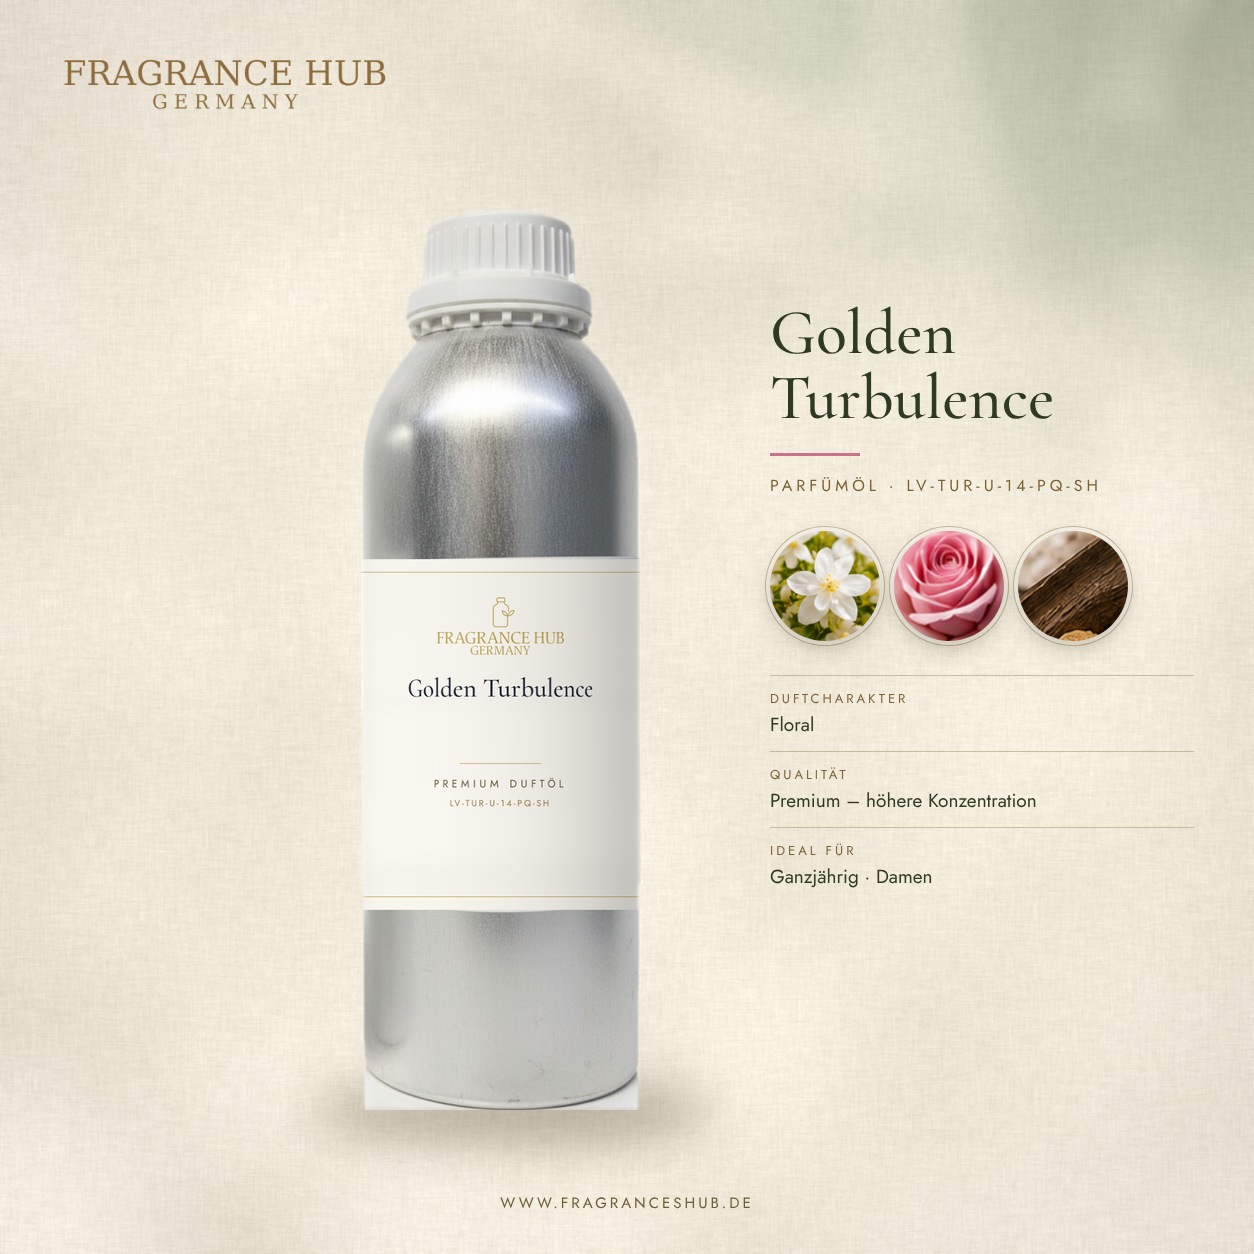 FRAGRANCE HUB
GERMANY
Golden
Turbulence
PARFÜMÖL · LV-TUR-U-14-PQ-SH
DUFTCHARAKTER
Floral
QUALITÄT
Premium – höhere Konzentration
IDEAL FÜR
Ganzjährig · Damen
FRAGRANCE HUB
GERMANY
Golden Turbulence
PREMIUM DUFTÖL
LV-TUR-U-14-PQ-SH
WWW.FRAGRANCESHUB.DE